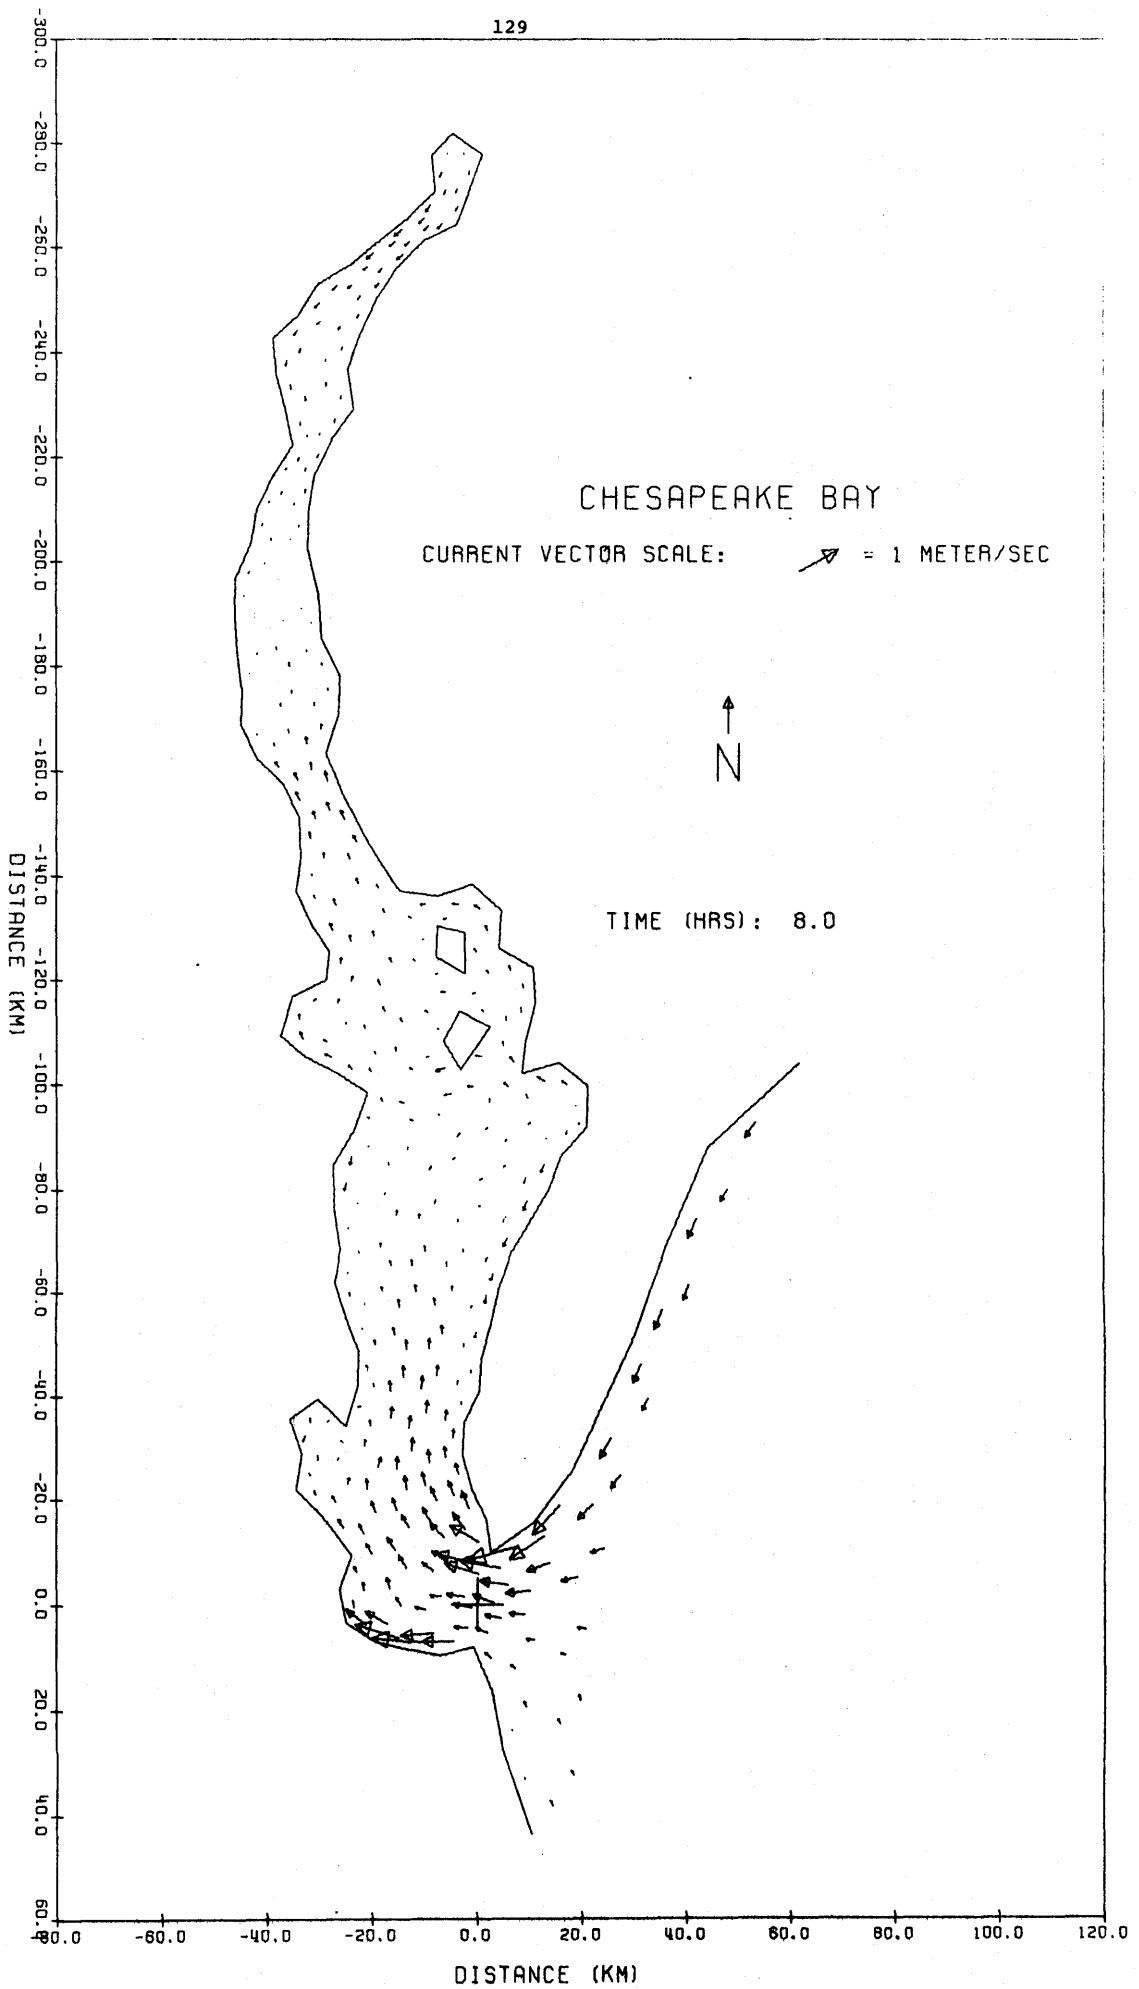 129
-300.0
-280.0
-260.0
-240.0
-220.0
-200.0
-180.0
-160.0
-140.0
-120.0
-100.0
-80.0
-60.0
-40.0
-20.0
0.0
20.0
40.0
60.0
DISTANCE (KM)
CHESAPEAKE BAY
CURRENT VECTOR SCALE: = 1 METER/SEC
N
TIME (HRS): 8.0
-80.0 -60.0 -40.0 -20.0 0.0 20.0 40.0 60.0 80.0 100.0 120.0
DISTANCE (KM)